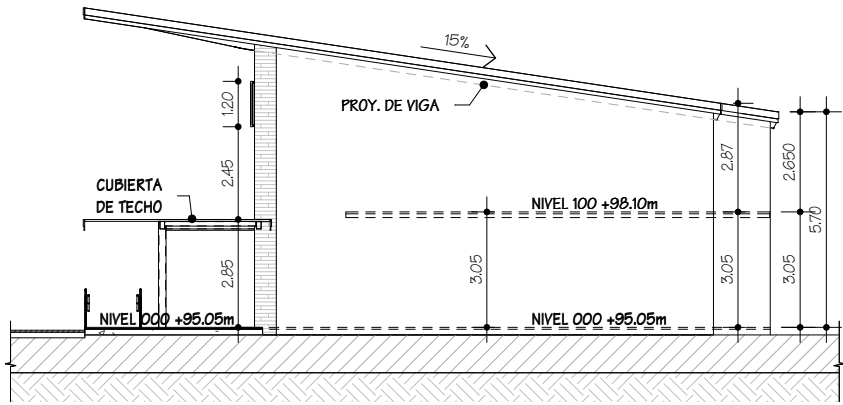 15%
PROY. DE VIGA
1.20
2.45
2.85
CUBIERTA
DE TECHO
NIVEL 100 +98.10m
2.87
2.650
5.70
3.05
3.05
3.05
NIVEL 000 +95.05m
NIVEL 000 +95.05m